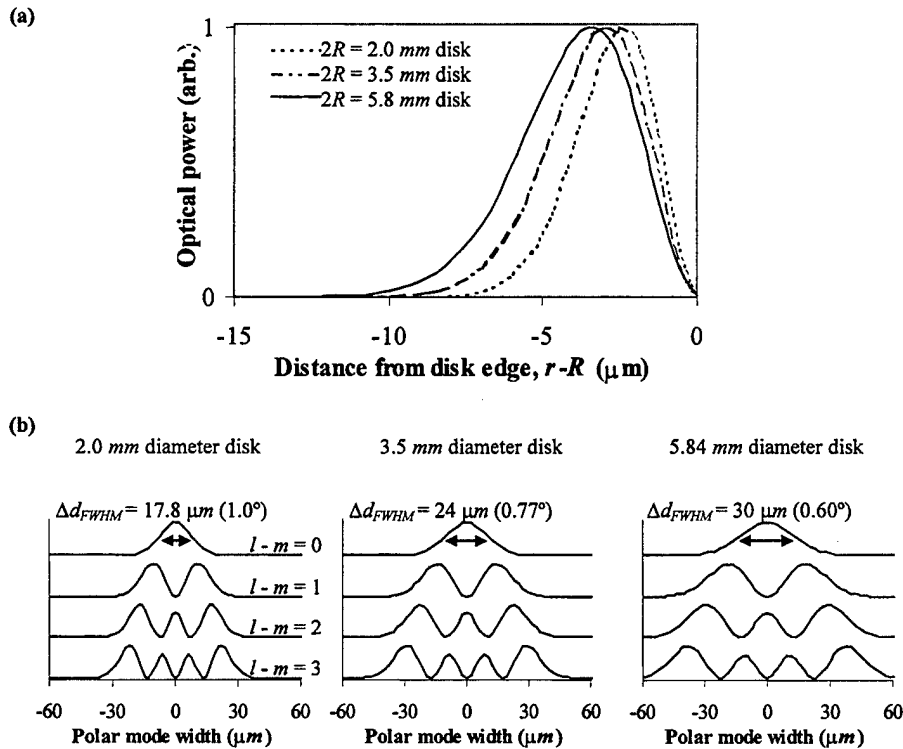 (a)
1
Optical power (arb.)
0
2R = 2.0 mm disk
2R = 3.5 mm disk
2R = 5.8 mm disk
-15 -10 -5 0
Distance from disk edge, r-R (μm)
(b)
2.0 mm diameter disk 3.5 mm diameter disk 5.84 mm diameter disk
Δd_FWHM = 17.8 μm (1.0°) Δd_FWHM = 24 μm (0.77°) Δd_FWHM = 30 μm (0.60°)
l - m = 0
l - m = 1
l - m = 2
l - m = 3
-60 -30 0 30 60 -60 -30 0 30 60 -60 -30 0 30 60
Polar mode width (μm) Polar mode width (μm) Polar mode width (μm)